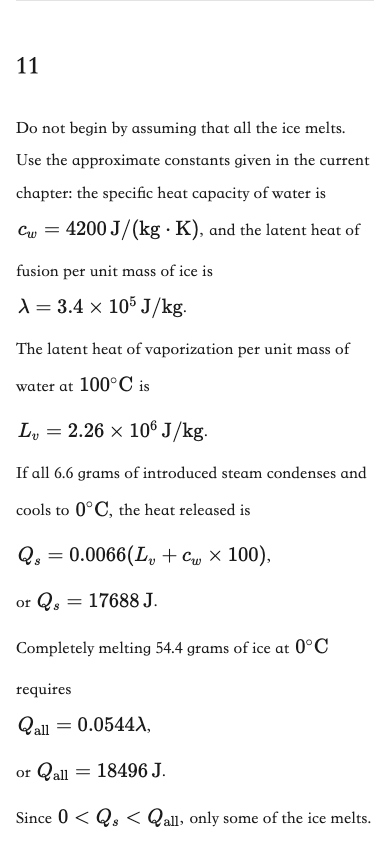 11
Do not begin by assuming that all the ice melts.
Use the approximate constants given in the current
chapter: the specific heat capacity of water is
c_w = 4200 J/(kg · K), and the latent heat of
fusion per unit mass of ice is
λ = 3.4 × 10⁵ J/kg.
The latent heat of vaporization per unit mass of
water at 100°C is
L_v = 2.26 × 10⁶ J/kg.
If all 6.6 grams of introduced steam condenses and
cools to 0°C, the heat released is
Q_s = 0.0066(L_v + c_w × 100),
or Q_s = 17688 J.
Completely melting 54.4 grams of ice at 0°C
requires
Q_all = 0.0544λ,
or Q_all = 18496 J.
Since 0 < Q_s < Q_all, only some of the ice melts.